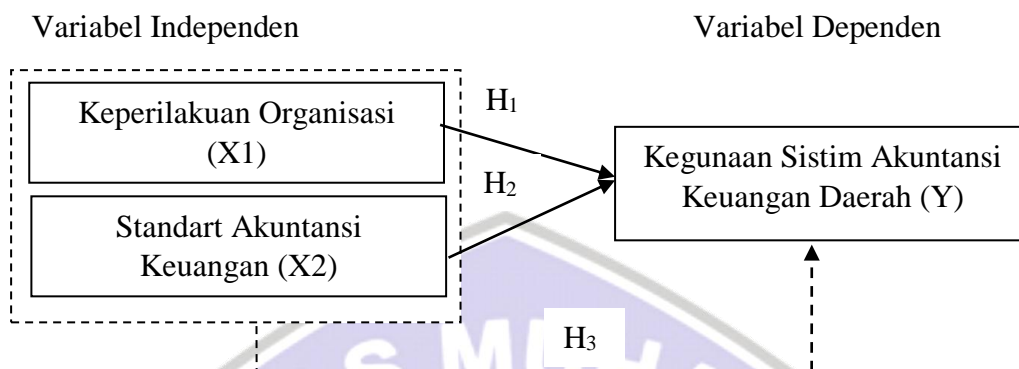 Variabel Independen
Variabel Dependen
Keperilakuan Organisasi
(X1)
H1
Kegunaan Sistim Akuntansi
Keuangan Daerah (Y)
H2
Standart Akuntansi
Keuangan (X2)
H3